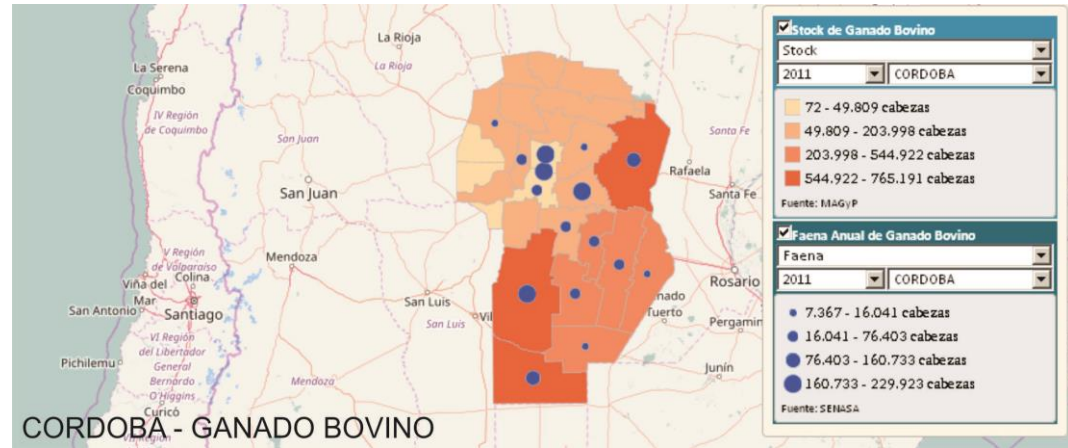 La Rioja
La Rioja
La Serena
Coquimbo
IV Región
de Coquimbo
San Juan
Santa Fe
Rafaela
San Juan
Santa Fe
V Región
de Valparaíso
Mendoza
Viña del
Mar
Colina
San Antonio
Santiago
San Luis
San Luis
Rosario
nado
Tuerto
Pergamin
VI Región
del Libertador
General
Bernardo
O'Higgins
Pichilemu
Mendoza
Junín
Curicó
CORDOBA - GANADO BOVINO
Stock de Ganado Bovino
Stock
2011 CORDOBA
72 - 49.809 cabezas
49.809 - 203.998 cabezas
203.998 - 544.922 cabezas
544.922 - 765.191 cabezas
Fuente: MAGyP
Faena Anual de Ganado Bovino
Faena
2011 CORDOBA
7.367 - 16.041 cabezas
16.041 - 76.403 cabezas
76.403 - 160.733 cabezas
160.733 - 229.923 cabezas
Fuente: SENASA